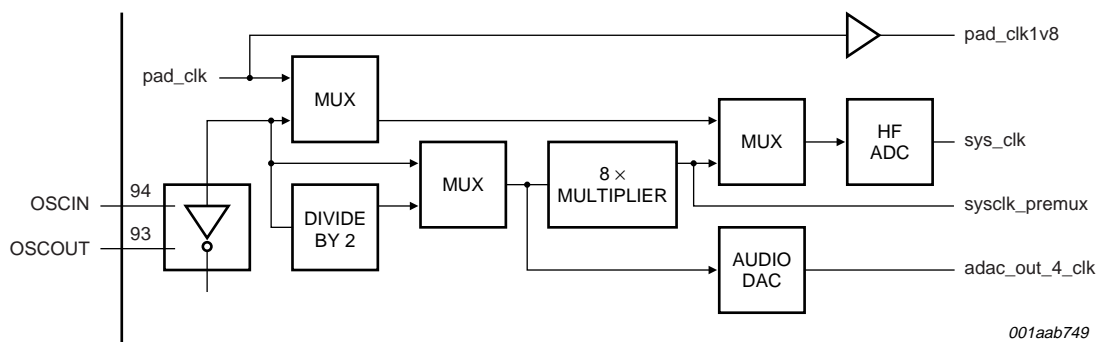 pad_clk1v8
pad_clk
MUX
MUX
HF
ADC
sys_clk
MUX
8 ×
MULTIPLIER
OSCIN
94
sysclk_premux
DIVIDE
BY 2
OSCOUT
93
AUDIO
DAC
adac_out_4_clk
001aab749